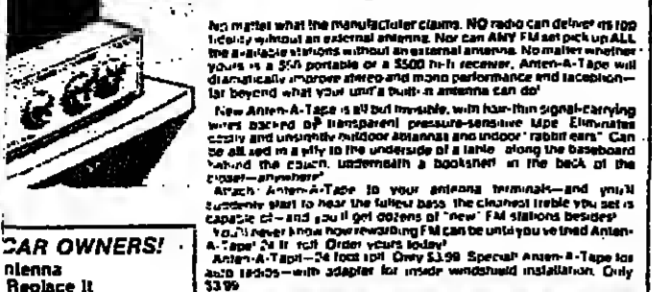 No matter what the manufacturer claims. NO radio can deliver its top
fidelity without an external antenna. Nor can ANY FM set pick up ALL
the available stations without an external antenna. No matter whether
yours is a $50 portable or a $500 hi-fi receiver, Anten-A-Tape will
dramatically improve stereo and mono performance and reception—
far beyond what your unit's built-in antenna can do!
New Anten-A-Tape is all but invisible, with hair-thin signal-carrying
wires backed by transparent pressure-sensitive tape. Eliminates
costly and unsightly outdoor antennas and indoor "rabbit ears." Can
be affixed in a jiffy to the underside of a table along the baseboard
behind the couch, underneath a bookshelf in the back of the
closet—anywhere!
Attach Anten-A-Tape to your antenna terminals—and you'll
suddenly start to hear the fullest bass the cleanest treble you set is
capable of—and you'll get dozens of "new" FM stations besides!
You'll never know how rewarding FM can be until you've tried Anten-
A-Tape! 24 ft. roll. Order yours today!
Anten-A-Tape—24 foot roll Only $3.99 Special! Anten-a-Tape for
auto radios—with adapter for inside windshield installation. Only
$3.99
CAR OWNERS!
ntenna
Replace It